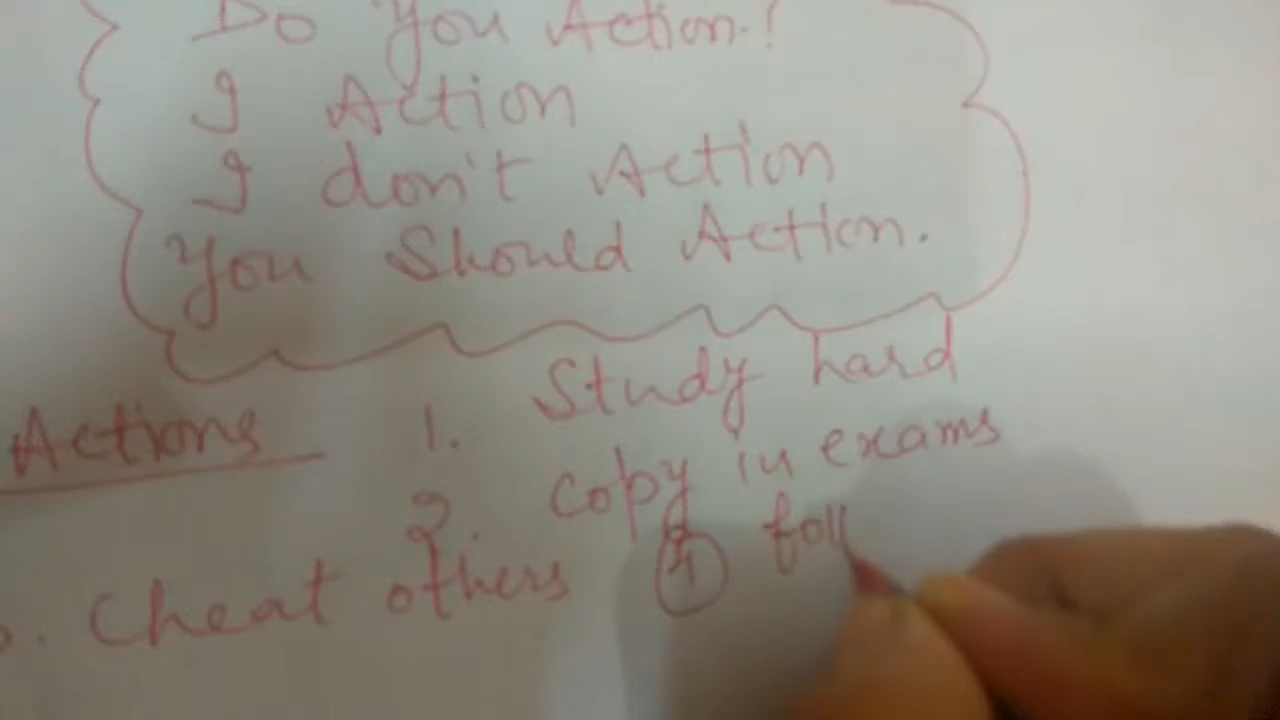 Do You Action.!
I Action
I don't Action
You Should Action.
Actions 1. Study hard
2. Copy in exams
. Cheat others 4 foll